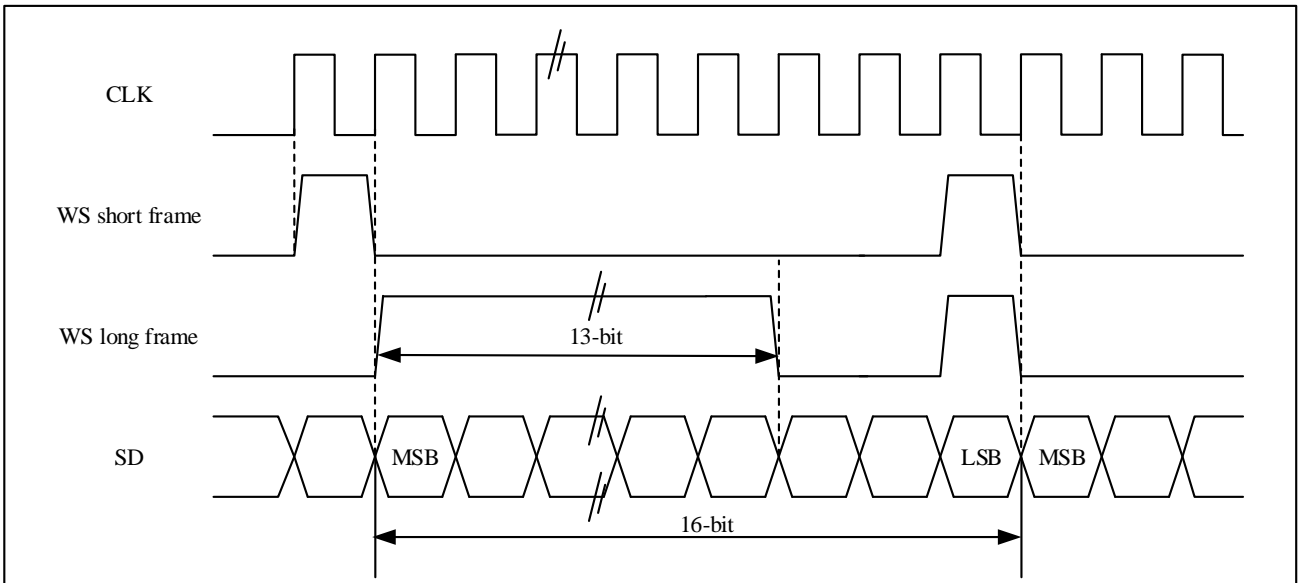 CLK
WS short frame
WS long frame
13-bit
SD
MSB
LSB
MSB
16-bit